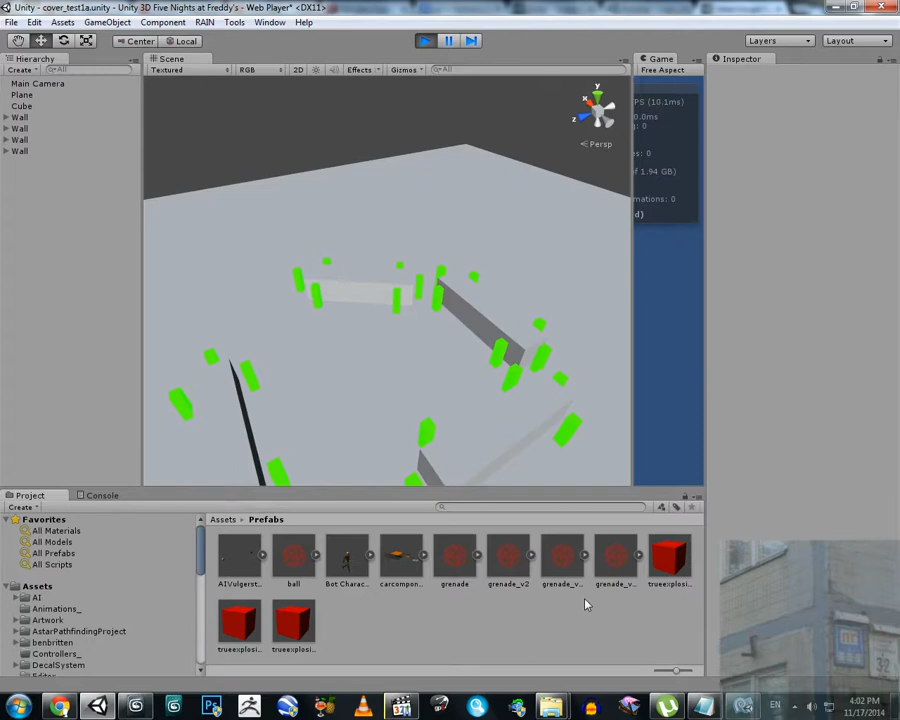 Unity - cover_test1a.unity - Unity 3D Five Nights at Freddy's - Web Player* <DX11>
File Edit Assets GameObject Component RAIN Tools Window Help
Center Local Layers Layout
Hierarchy Scene Game Inspector
Create All Textured RGB 2D Effects Gizmos All Free Aspect
Main Camera
Plane
Cube
Wall
Wall
Wall
Wall
y
x
z
Persp
PS (10.1ms)
0.0ms
ng: 0
es: 0
of 1.94 GB)
mations: 0
d)
Project Console
Create
Favorites
All Materials
All Models
All Prefabs
All Scripts
Assets
AI
Animations_
Artwork
AstarPathfindingProject
benbritten
Controllers_
DecalSystem
Assets Prefabs
AIVulgerst... ball Bot Charac... carcompon... grenade grenade_v2 grenade_v... grenade_v... trueexplosi...
trueexplosi... trueexplosi...
32
EN 4:02 PM
11/17/2014